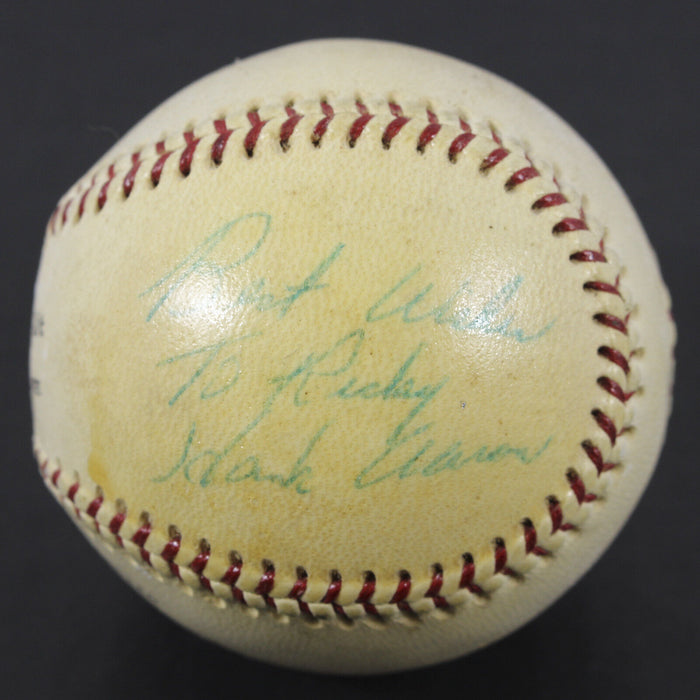 Best Wishes
To Ricky
Hank Aaron